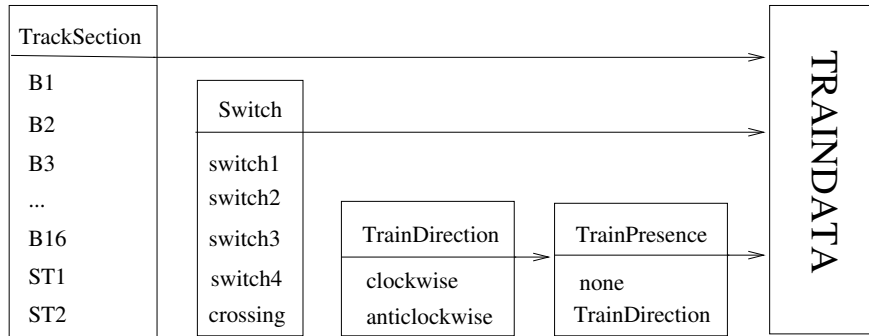 TrackSection
B1
B2
B3
...
B16
ST1
ST2
Switch
switch1
switch2
switch3
switch4
crossing
TrainDirection
clockwise
anticlockwise
TrainPresence
none
TrainDirection
TRAINDATA